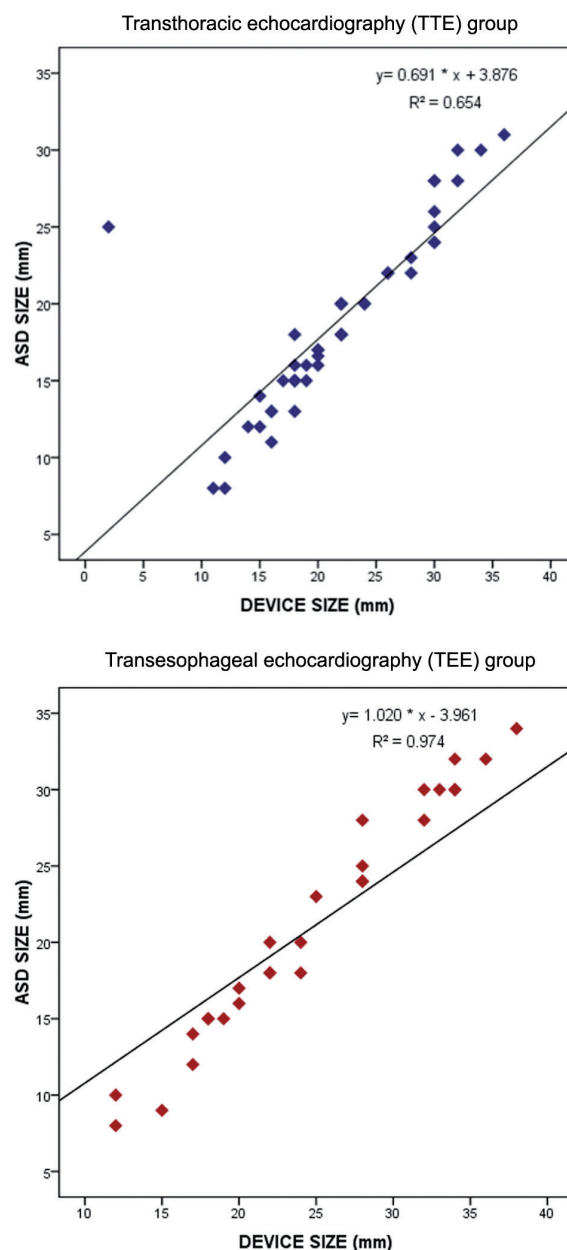 Transthoracic echocardiography (TTE) group
y= 0.691 * x + 3.876
R² = 0.654
35
30
25
20
15
10
5
ASD SIZE (mm)
0 5 10 15 20 25 30 35 40
DEVICE SIZE (mm)
Transesophageal echocardiography (TEE) group
y= 1.020 * x - 3.961
R² = 0.974
35
30
25
20
15
10
5
ASD SIZE (mm)
10 15 20 25 30 35 40
DEVICE SIZE (mm)